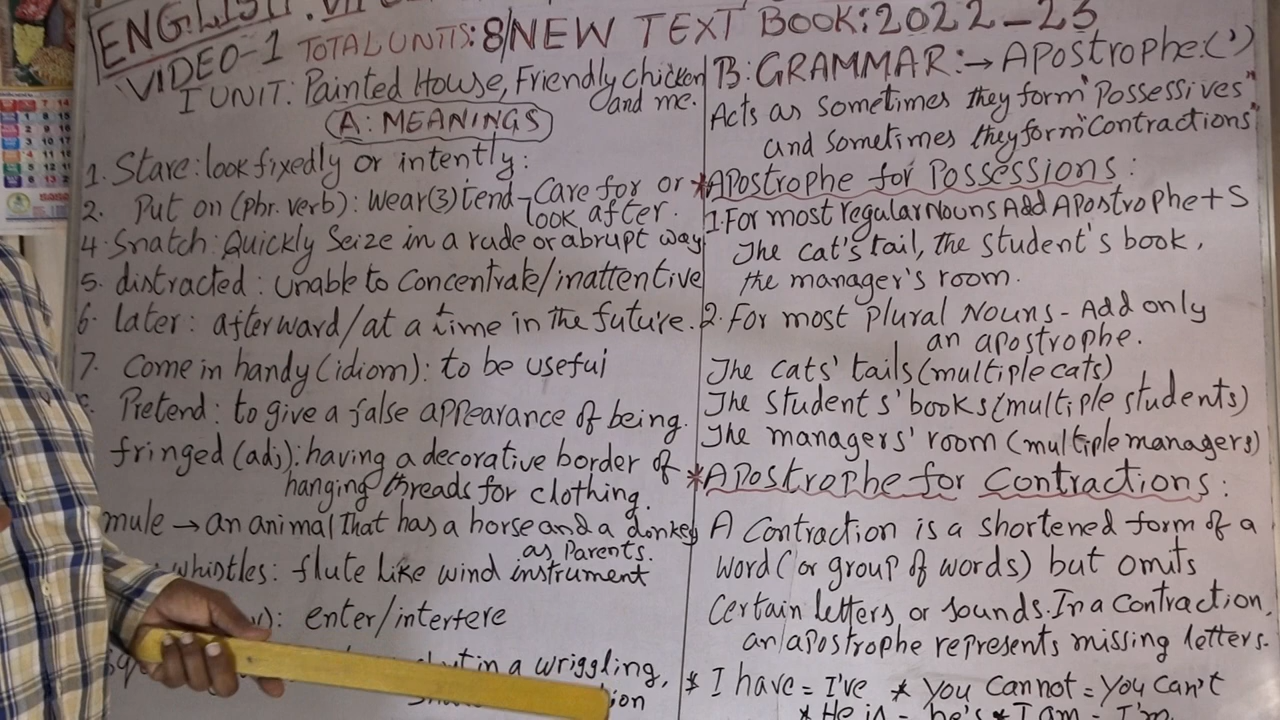 ENGLISH: VII
VIDEO-1 TOTAL UNITS: 8/NEW TEXT BOOK: 2022-23
I UNIT: Painted House, Friendly Chicken
and me.
A: MEANINGS
1. Stare: look fixedly or intently:
2. Put on (phr. verb): wear (3) tend - Care for or
look after.
4. Snatch: Quickly Seize in a rude or abrupt way
5. distracted: unable to Concentrate/inattentive
6. later: afterward/at a time in the future.
7. Come in handy (idiom): to be useful
Pretend: to give a false appearance of being.
fringed (adj): having a decorative border of
hanging threads for clothing.
mule → an animal that has a horse and a donkey
as Parents.
whistles: flute like wind instrument
enter/interfere
in a wriggling,
B: GRAMMAR: → APostrophe (')
Acts as sometimes they form "Possessives"
and sometimes they form "Contractions"
*APostrophe for Possessions:
1. For most regular Nouns Add Apostrophe + S
The cat's tail, the student's book,
the manager's room.
2. For most Plural Nouns - Add only
an apostrophe.
The cats' tails (multiple cats)
The students' books (multiple students)
The managers' room (multiple managers)
*APostrophe for Contractions:
A Contraction is a shortened form of a
word (or group of words) but omits
Certain letters or sounds. In a Contraction,
an apostrophe represents missing letters.
* I have = I've * You Cannot = You Can't
* He is = he's * I am = I'm